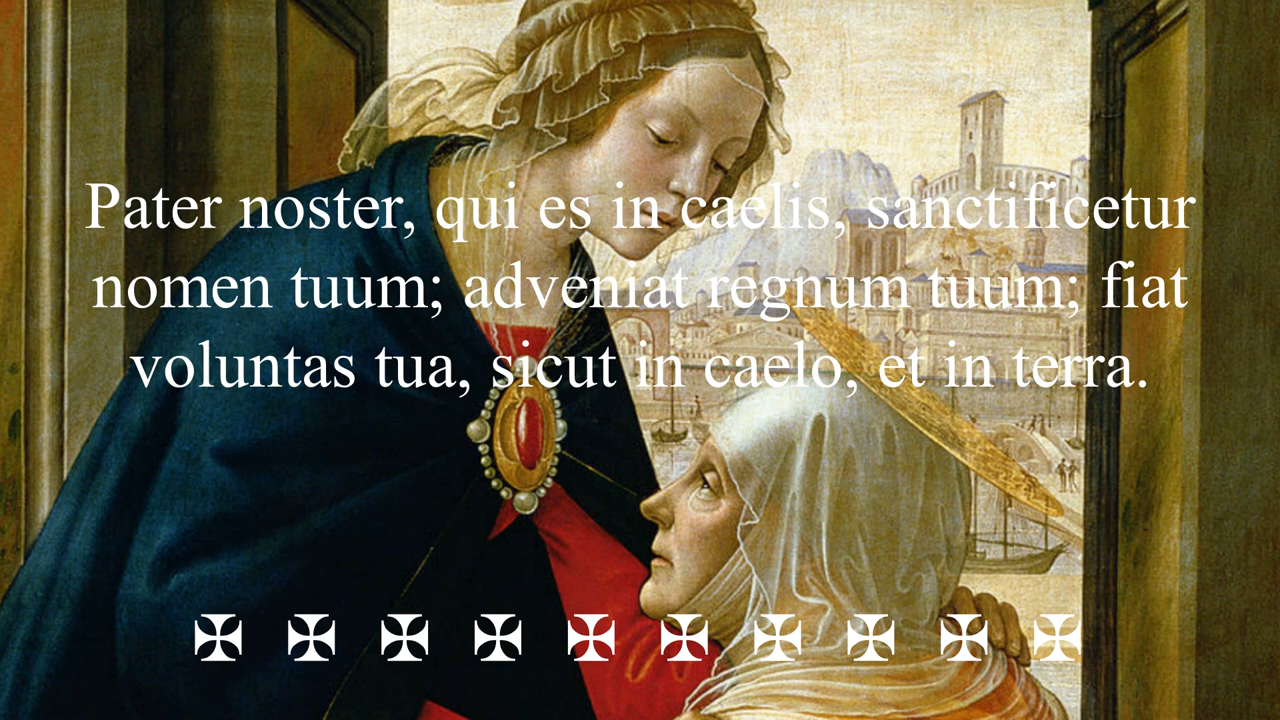 Pater noster, qui es in caelis, sanctificetur
nomen tuum; adveniat regnum tuum; fiat
voluntas tua, sicut in caelo, et in terra.
✠ ✠ ✠ ✠ ✠ ✠ ✠ ✠ ✠ ✠